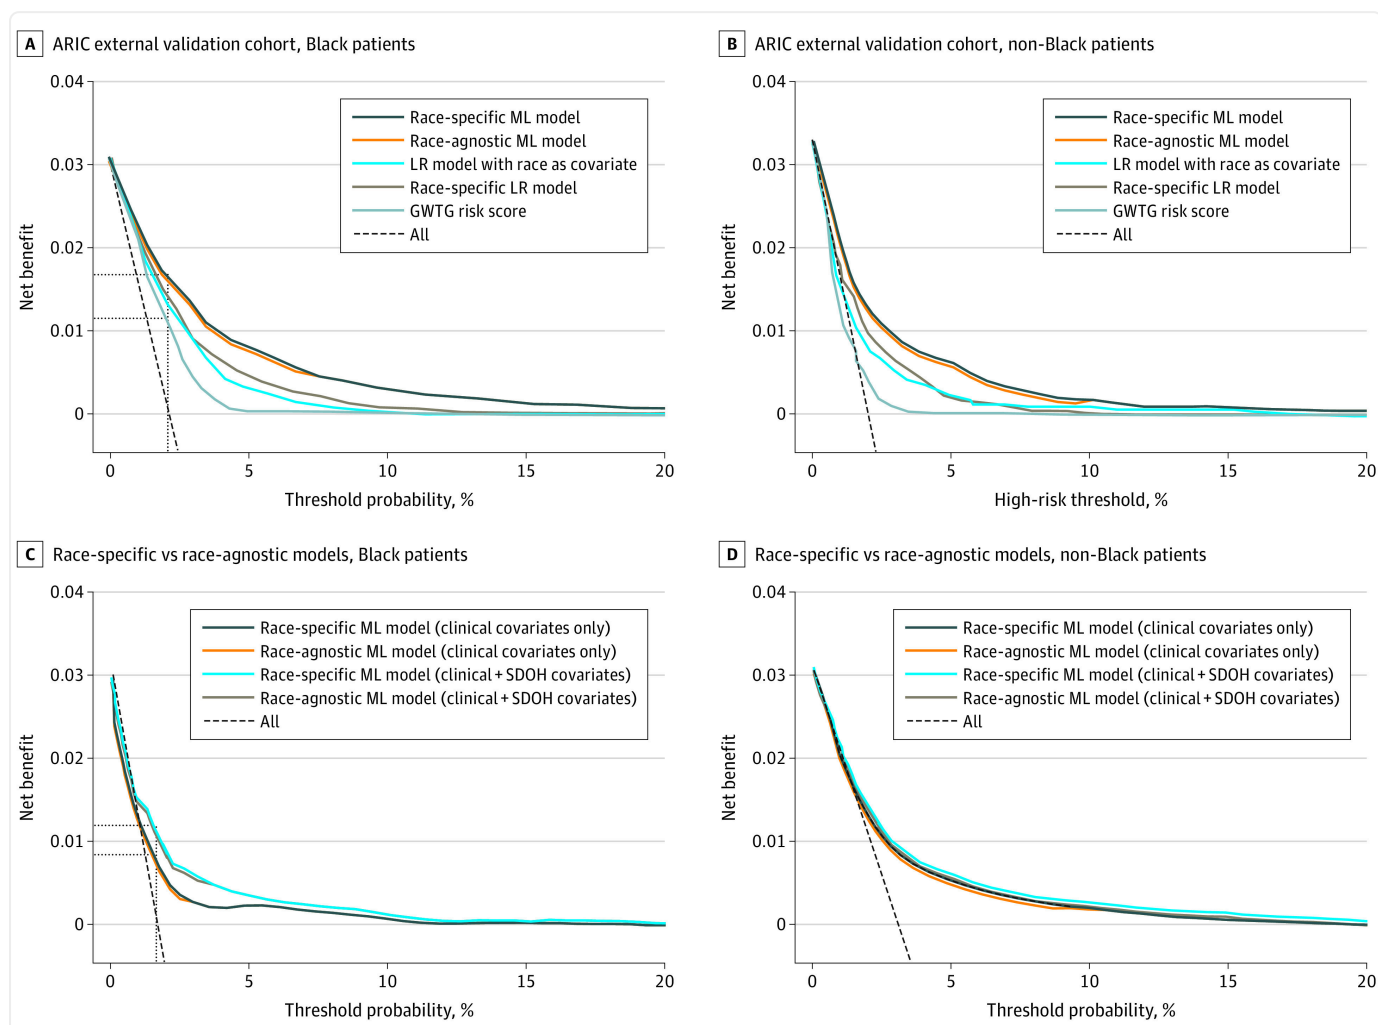 A ARIC external validation cohort, Black patients
0.04
0.03
0.02
0.01
0
Net benefit
Race-specific ML model
Race-agnostic ML model
LR model with race as covariate
Race-specific LR model
GWTG risk score
All
0 5 10 15 20
Threshold probability, %
B ARIC external validation cohort, non-Black patients
0.04
0.03
0.02
0.01
0
Net benefit
Race-specific ML model
Race-agnostic ML model
LR model with race as covariate
Race-specific LR model
GWTG risk score
All
0 5 10 15 20
High-risk threshold, %
C Race-specific vs race-agnostic models, Black patients
0.04
0.03
0.02
0.01
0
Net benefit
Race-specific ML model (clinical covariates only)
Race-agnostic ML model (clinical covariates only)
Race-specific ML model (clinical + SDOH covariates)
Race-agnostic ML model (clinical + SDOH covariates)
All
0 5 10 15 20
Threshold probability, %
D Race-specific vs race-agnostic models, non-Black patients
0.04
0.03
0.02
0.01
0
Net benefit
Race-specific ML model (clinical covariates only)
Race-agnostic ML model (clinical covariates only)
Race-specific ML model (clinical + SDOH covariates)
Race-agnostic ML model (clinical + SDOH covariates)
All
0 5 10 15 20
Threshold probability, %